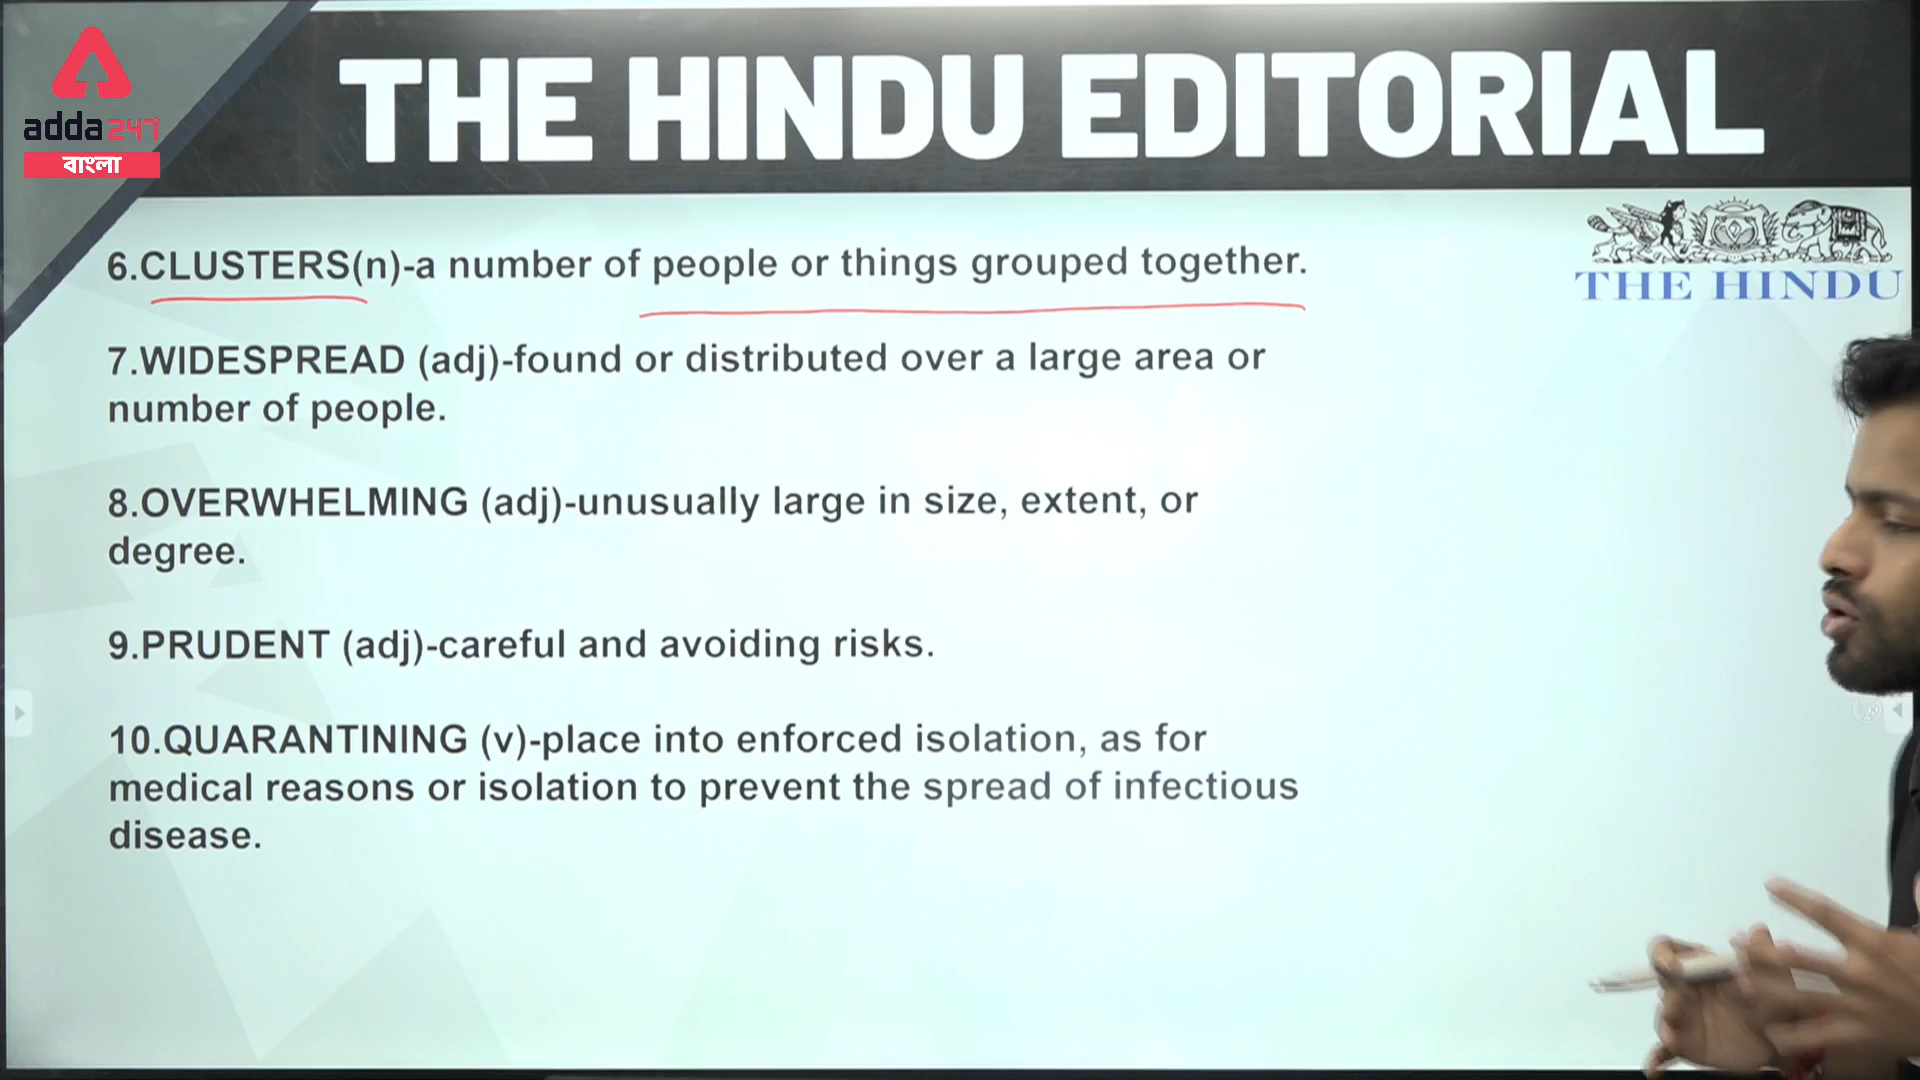 THE HINDU EDITORIAL
adda247
বাংলা
THE HINDU
6.CLUSTERS(n)-a number of people or things grouped together.
7.WIDESPREAD (adj)-found or distributed over a large area or
number of people.
8.OVERWHELMING (adj)-unusually large in size, extent, or
degree.
9.PRUDENT (adj)-careful and avoiding risks.
10.QUARANTINING (v)-place into enforced isolation, as for
medical reasons or isolation to prevent the spread of infectious
disease.